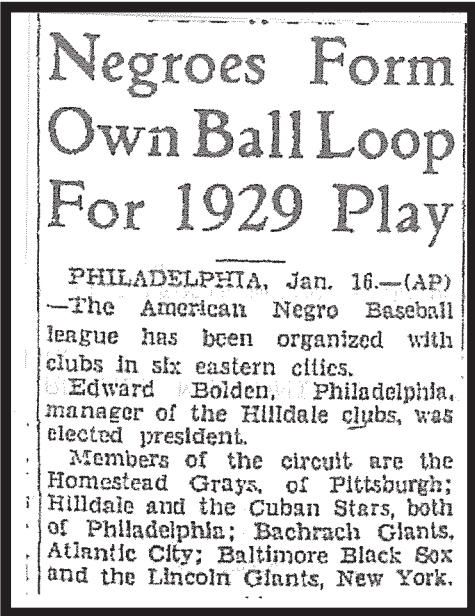 Negroes Form
Own Ball Loop
For 1929 Play
PHILADELPHIA, Jan. 16.—(AP)
—The American Negro Baseball
league has been organized with
clubs in six eastern cities.
Edward Bolden, Philadelphia,
manager of the Hilldale clubs, was
elected president.
Members of the circuit are the
Homestead Grays, of Pittsburgh;
Hilldale and the Cuban Stars, both
of Philadelphia; Bachrach Giants,
Atlantic City; Baltimore Black Sox
and the Lincoln Giants, New York.